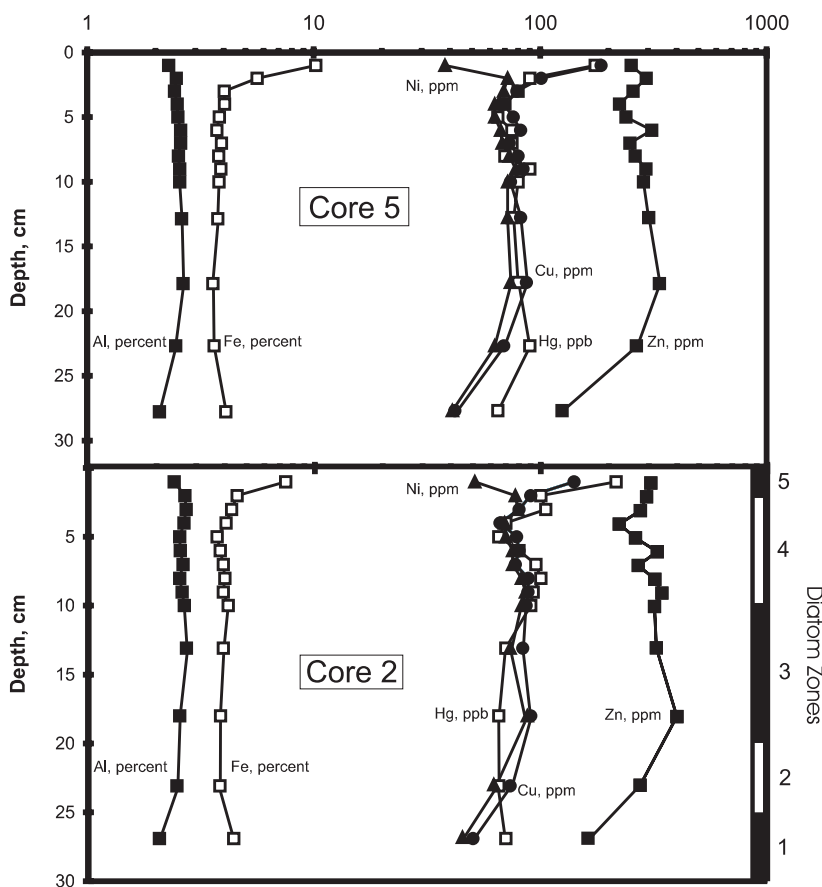 1 10 100 1000
0
5
10
15
20
25
30
Depth, cm
Ni, ppm
Core 5
Cu, ppm
Al, percent
Fe, percent
Hg, ppb
Zn, ppm
5
10
15
20
25
30
Depth, cm
Ni, ppm
Core 2
Hg, ppb
Zn, ppm
Al, percent
Fe, percent
Cu, ppm
5
4
3
2
1
Diatom Zones